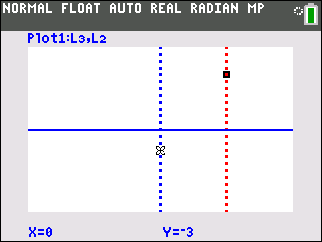 NORMAL FLOAT AUTO REAL RADIAN MP
Plot1:L₃,L₂
X=0 Y=⁻3